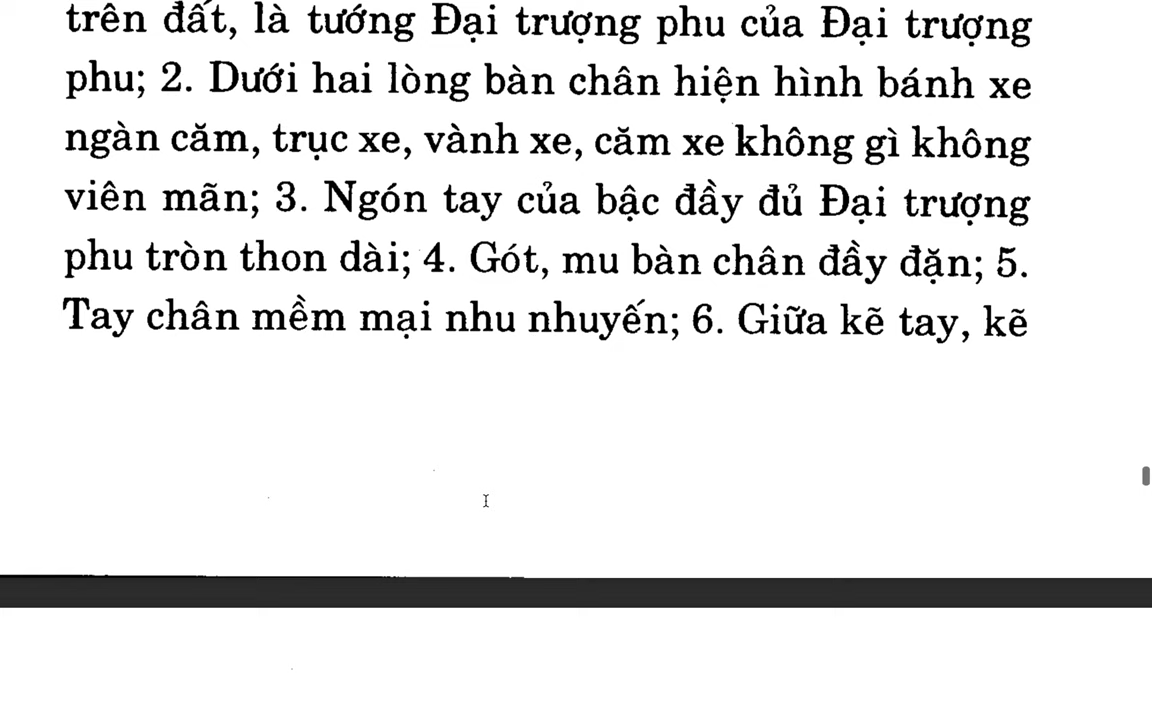 trên đất, là tướng Đại trượng phu của Đại trượng
phu; 2. Dưới hai lòng bàn chân hiện hình bánh xe
ngàn căm, trục xe, vành xe, căm xe không gì không
viên mãn; 3. Ngón tay của bậc đầy đủ Đại trượng
phu tròn thon dài; 4. Gót, mu bàn chân đầy đặn; 5.
Tay chân mềm mại nhu nhuyến; 6. Giữa kẽ tay, kẽ